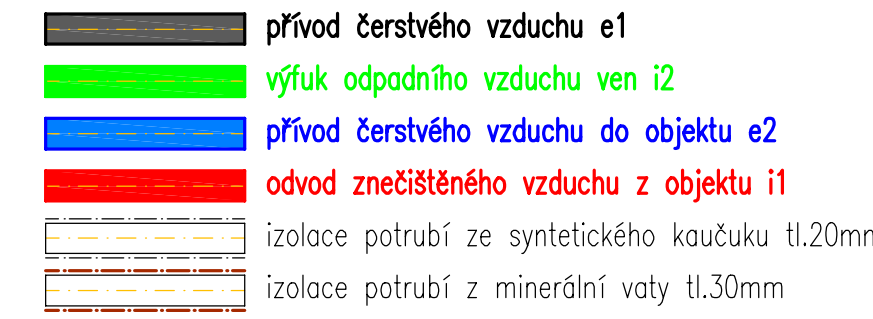 přívod čerstvého vzduchu e1
výfuk odpadního vzduchu ven i2
přívod čerstvého vzduchu do objektu e2
odvod znečištěného vzduchu z objektu i1
izolace potrubí ze syntetického kaučuku tl.20mm
izolace potrubí z minerální vaty tl.30mm